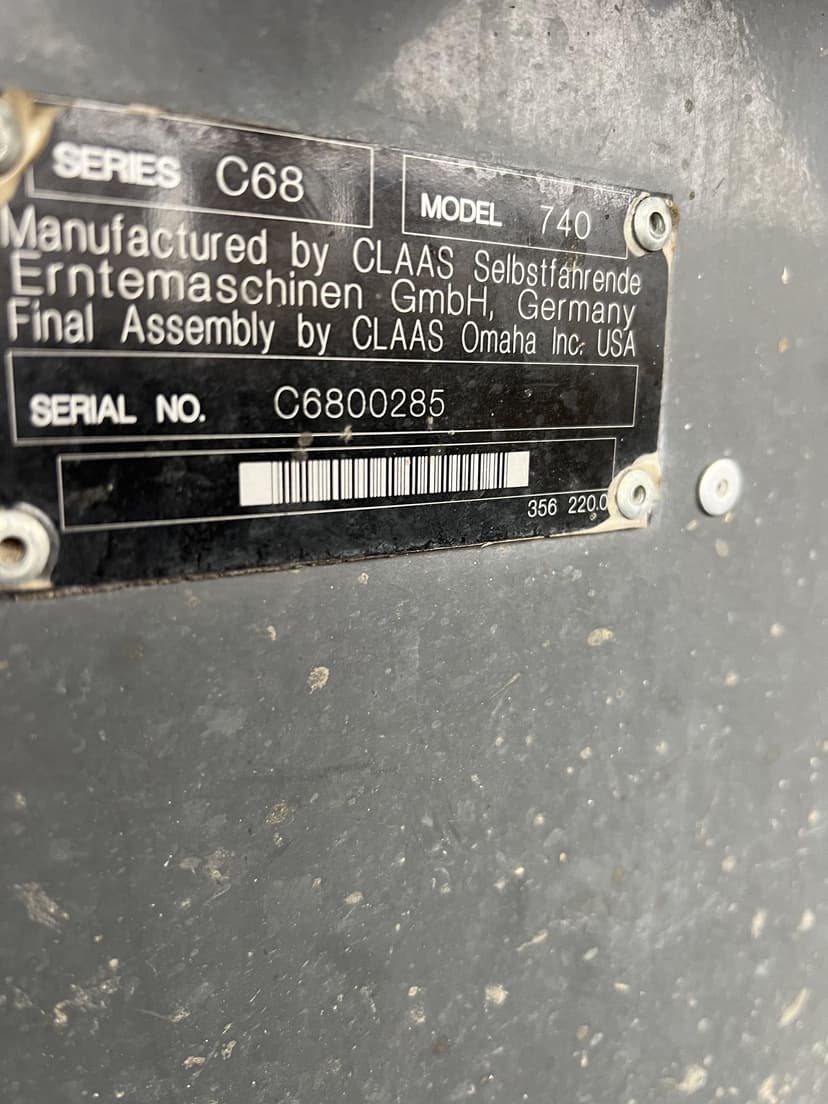 SERIES C68 MODEL 740
Manufactured by CLAAS Selbstfahrende
Erntemaschinen GmbH, Germany
Final Assembly by CLAAS Omaha Inc. USA
SERIAL NO. C6800285
356 220.0